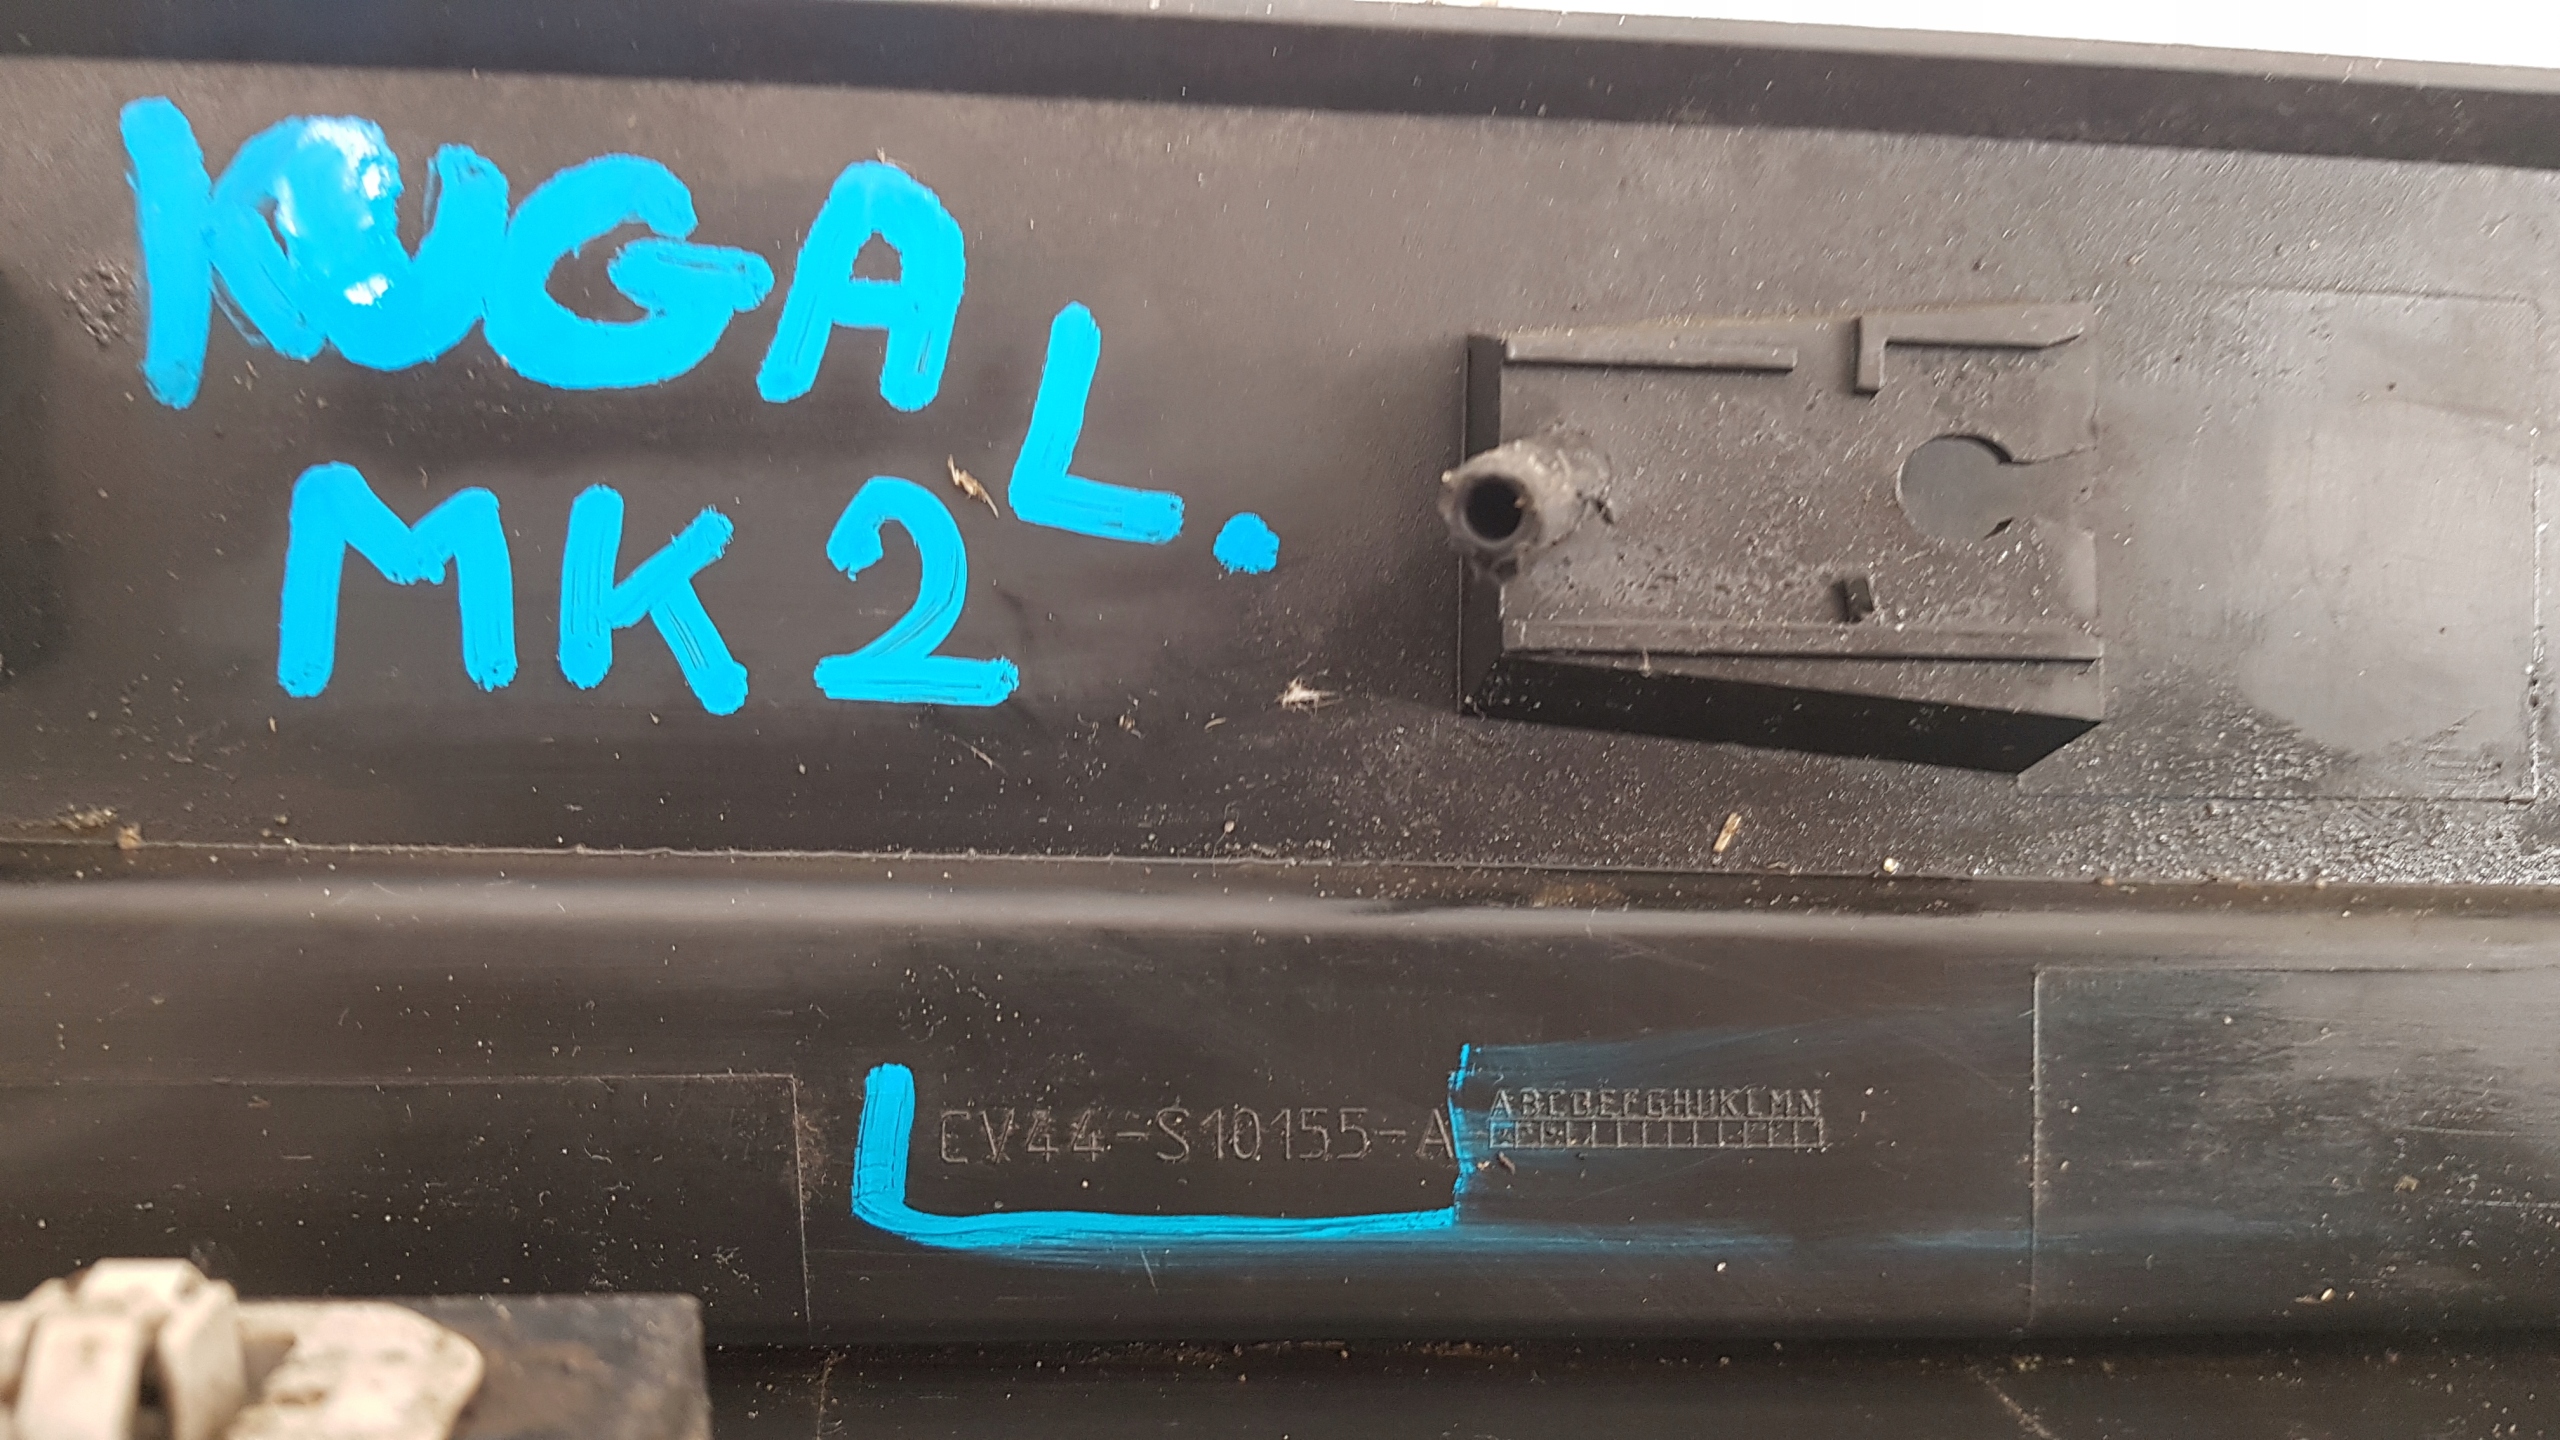 KUGA L.
MK2
CV44-S10155-A
ABCDEFGHIJKLMN